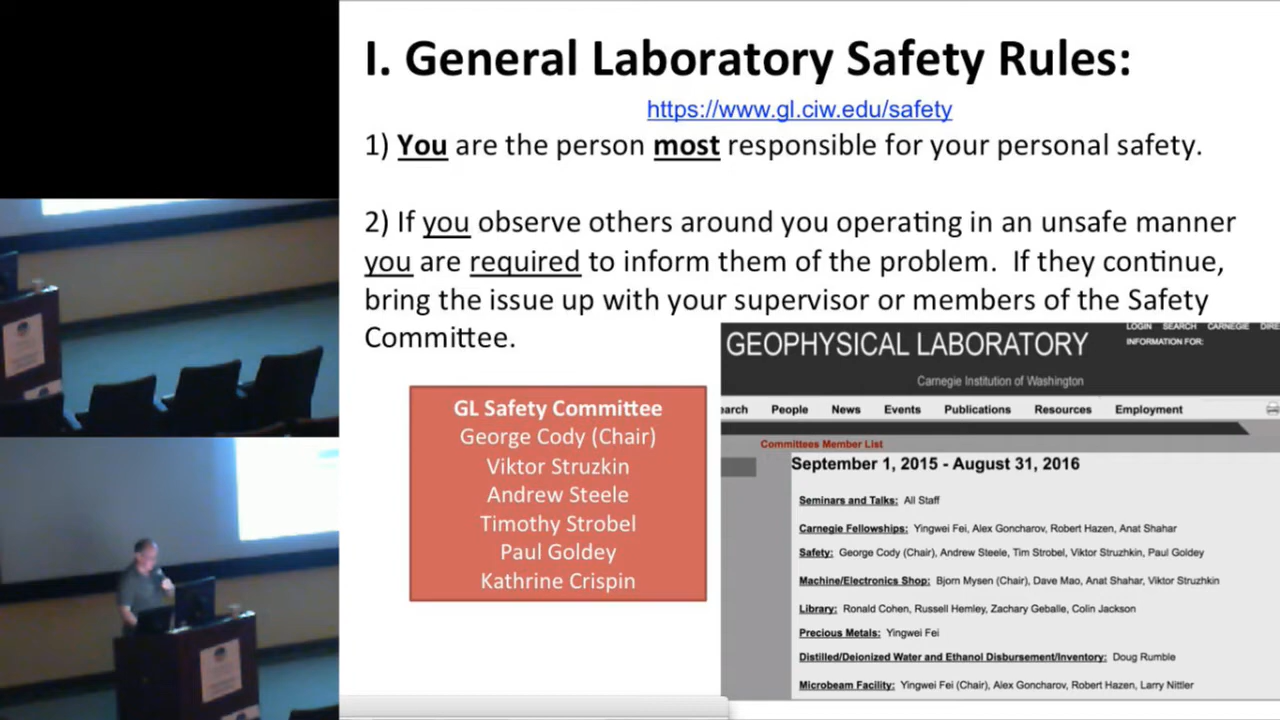 I. General Laboratory Safety Rules:
https://www.gl.ciw.edu/safety
1) You are the person most responsible for your personal safety.
2) If you observe others around you operating in an unsafe manner
you are required to inform them of the problem. If they continue,
bring the issue up with your supervisor or members of the Safety
Committee.
GL Safety Committee
George Cody (Chair)
Viktor Struzkin
Andrew Steele
Timothy Strobel
Paul Goldey
Kathrine Crispin
LOGIN SEARCH CARNEGIE DIRE
GEOPHYSICAL LABORATORY
INFORMATION FOR:
Carnegie Institution of Washington
arch People News Events Publications Resources Employment
Committees Member List
September 1, 2015 - August 31, 2016
Seminars and Talks: All Staff
Carnegie Fellowships: Yingwei Fei, Alex Goncharov, Robert Hazen, Anat Shahar
Safety: George Cody (Chair), Andrew Steele, Tim Strobel, Viktor Struzhkin, Paul Goldey
Machine/Electronics Shop: Bjorn Mysen (Chair), Dave Mao, Anat Shahar, Viktor Struzhkin
Library: Ronald Cohen, Russell Hemley, Zachary Geballe, Colin Jackson
Precious Metals: Yingwei Fei
Distilled/Deionized Water and Ethanol Disbursement/Inventory: Doug Rumble
Microbeam Facility: Yingwei Fei (Chair), Alex Goncharov, Robert Hazen, Larry Nittler